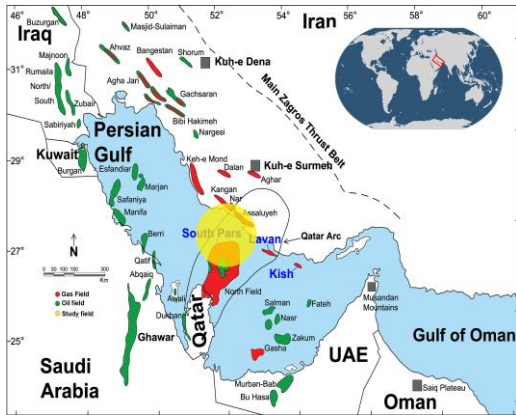 46
48
50
52
54
56
58
60
Iraq
Iran
Buzurgan
Masjid-Sulaiman
Majnoon
Ahvaz
Bangestan
Shorum
Kuh-e Dena
31
Rumaila
North/
South
Agha Jari
Gachsaran
Zubair
Main Zagros Thrust Belt
Sabiriyah
Bibi Hakimeh
Persian
Gulf
Nargesi
Kuwait
Burgan
29
Esfandiar
Keh-e Mond
Dalan
Kuh-e Surmeh
Aghar
Marjan
Safaniya
Kangan
Nar
Manifa
Assaluyeh
Berri
South Pars
Lavan
Qatar Arc
27
N
Qatif
Kish
0
150
300
km
Abqaiq
Gas Field
Oil field
Study field
North Field
Dukhan
Qatar
Salman
Fateh
Musandan
Mountains
Ghawar
Nasr
Gulf of Oman
25
Zakum
Gasha
UAE
Saudi
Arabia
Murban-Bab
Bu Hasa
Saiq Plateau
Oman